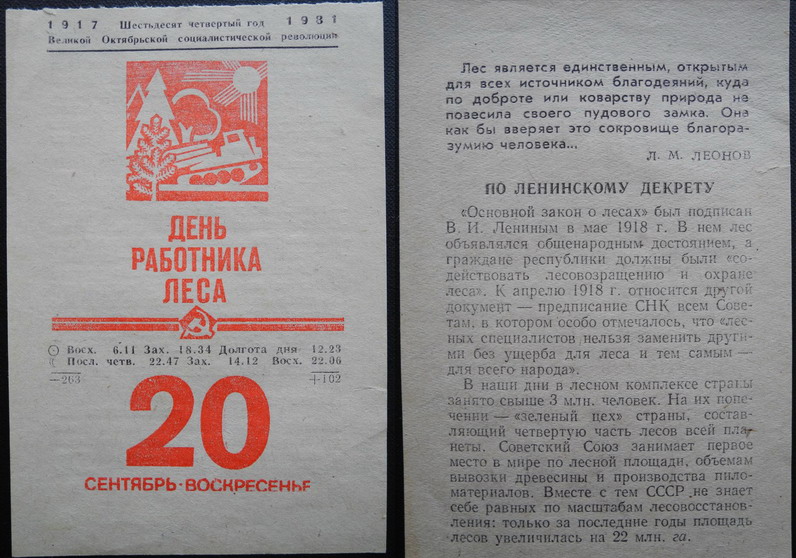 1917 Шестьдесят четвертый год 1981
Великой Октябрьской социалистической революции
ДЕНЬ
РАБОТНИКА
ЛЕСА
Восх. 6.11 Зах. 18.34 Долгота дня 12.23
Посл. четв. 22.47 Зах. 14.12 Восх. 22.06
—263 +102
20
СЕНТЯБРЬ·ВОСКРЕСЕНЬЕ
Лес является единственным, открытым
для всех источником благодеяний, куда
по доброте или коварству природа не
повесила своего пудового замка. Она
как бы вверяет это сокровище благора-
зумию человека...
Л. М. ЛЕОНОВ
ПО ЛЕНИНСКОМУ ДЕКРЕТУ
«Основной закон о лесах» был подписан
В. И. Лениным в мае 1918 г. В нем лес
объявлялся общенародным достоянием, а
граждане республики должны были «со-
действовать лесовозращению и охране
леса». К апрелю 1918 г. относится другой
документ — предписание СНК всем Сове-
там, в котором особо отмечалось, что «лес-
ных специалистов нельзя заменить други-
ми без ущерба для леса и тем самым —
для всего народа».
В наши дни в лесном комплексе страны
занято свыше 3 млн. человек. На их попе-
чении — «зеленый цех» страны, состав-
ляющий четвертую часть лесов всей пла-
неты. Советский Союз занимает первое
место в мире по лесной площади, объемам
вывозки древесины и производства пило-
материалов. Вместе с тем СССР не знает
себе равных по масштабам лесовосстанов-
ления: только за последние годы площадь
лесов увеличилась на 22 млн. га.